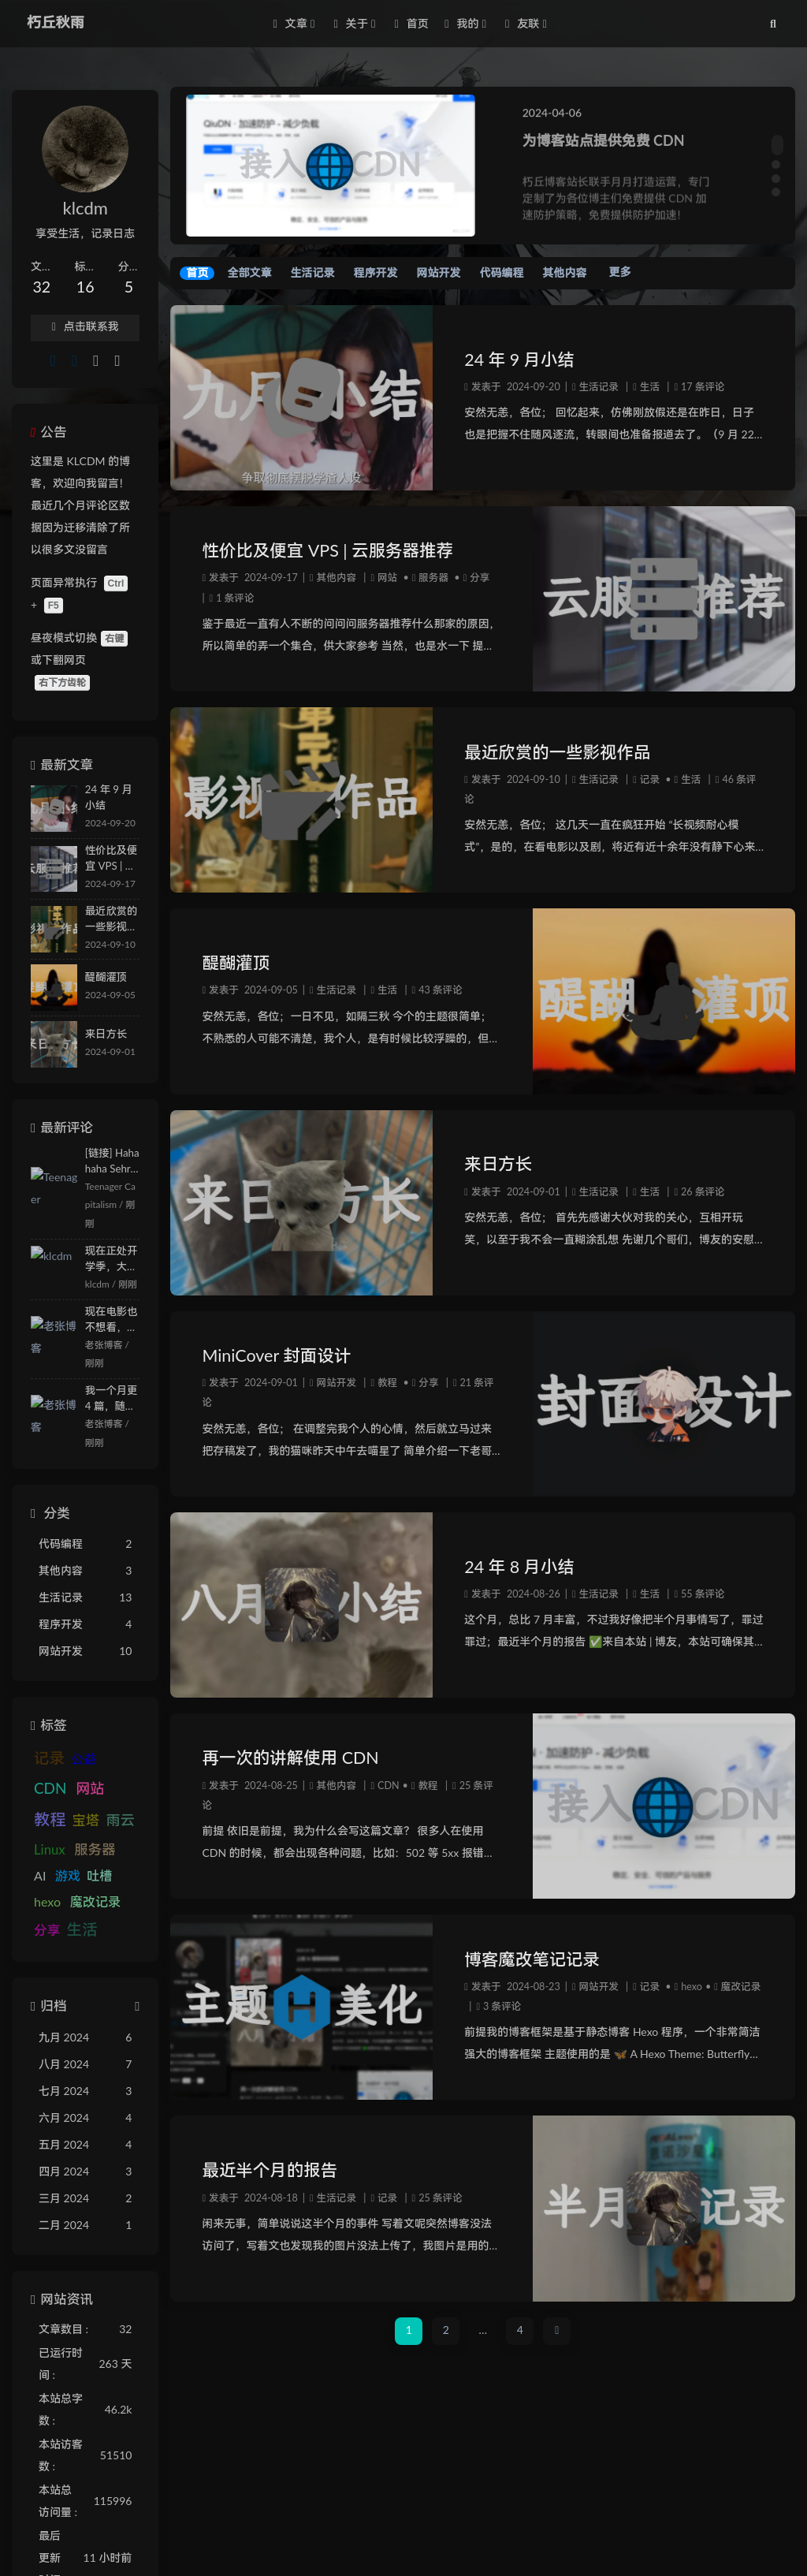 朽丘秋雨
文章
关于
首页
我的
友联
klcdm
享受生活，记录日志
文...
标...
分...
32
16
5
点击联系我
公告
这里是 KLCDM 的博
客，欢迎向我留言！
最近几个月评论区数
据因为迁移清除了所
以很多文没留言
页面异常执行 Ctrl
+ F5
昼夜模式切换 右键
或下翻网页
右下方齿轮
最新文章
24 年 9 月
小结
2024-09-20
性价比及便
宜 VPS | ...
2024-09-17
最近欣赏的
一些影视...
2024-09-10
醍醐灌顶
2024-09-05
来日方长
2024-09-01
最新评论
Teenag
er
[链接] Haha
haha Sehr...
Teenager Ca
pitalism / 刚
刚
klcdm
现在正处开
学季，大...
klcdm / 刚刚
老张博
客
现在电影也
不想看，...
老张博客 /
刚刚
老张博
客
我一个月更
4 篇，随...
老张博客 /
刚刚
分类
代码编程 2
其他内容 3
生活记录 13
程序开发 4
网站开发 10
标签
记录
CDN 网站
教程 宝塔 雨云
Linux 服务器
AI 游戏 吐槽
hexo 魔改记录
分享 生活
归档
九月 2024 6
八月 2024 7
七月 2024 3
六月 2024 4
五月 2024 4
四月 2024 3
三月 2024 2
二月 2024 1
网站资讯
文章数目 : 32
已运行时
间 : 263 天
本站总字
数 : 46.2k
本站访客
数 : 51510
本站总
访问量 : 115996
最后
更新 11 小时前
QiuDN · 加速防护 - 减少负载
接入CDN
2024-04-06
为博客站点提供免费 CDN
朽丘博客站长联手月月打造运营，专门
定制了为各位博主们免费提供 CDN 加
速防护策略，免费提供防护加速！
首页 全部文章 生活记录 程序开发 网站开发 代码编程 其他内容 更多
九月小结
争取彻底摆脱学渣人设
24 年 9 月小结
发表于 2024-09-20 | 生活记录 | 生活 | 17 条评论
安然无恙，各位； 回忆起来，仿佛刚放假还是在昨日，日子
也是把握不住随风逐流，转眼间也准备报道去了。（9 月 22...
性价比及便宜 VPS | 云服务器推荐
发表于 2024-09-17 | 其他内容 | 网站 • 服务器 • 分享
| 1 条评论
鉴于最近一直有人不断的问问问服务器推荐什么那家的原因，
所以简单的弄一个集合，供大家参考 当然，也是水一下 提...
云服推荐
影视作品
最近欣赏的一些影视作品
发表于 2024-09-10 | 生活记录 | 记录 • 生活 | 46 条评
论
安然无恙，各位； 这几天一直在疯狂开始 “长视频耐心模
式”，是的，在看电影以及剧，将近有近十余年没有静下心来...
醍醐灌顶
发表于 2024-09-05 | 生活记录 | 生活 | 43 条评论
安然无恙，各位；一日不见，如隔三秋 今个的主题很简单；
不熟悉的人可能不清楚，我个人，是有时候比较浮躁的，但...
醍醐灌顶
来日方长
来日方长
发表于 2024-09-01 | 生活记录 | 生活 | 26 条评论
安然无恙，各位； 首先先感谢大伙对我的关心，互相开玩
笑，以至于我不会一直糊涂乱想 先谢几个哥们，博友的安慰...
MiniCover 封面设计
发表于 2024-09-01 | 网站开发 | 教程 • 分享 | 21 条评
论
安然无恙，各位； 在调整完我个人的心情，然后就立马过来
把存稿发了，我的猫咪昨天中午去喵星了 简单介绍一下老哥...
封面设计
八月小结
24 年 8 月小结
发表于 2024-08-26 | 生活记录 | 生活 | 55 条评论
这个月，总比 7 月丰富，不过我好像把半个月事情写了，罪过
罪过；最近半个月的报告 ✅来自本站 | 博友，本站可确保其...
再一次的讲解使用 CDN
发表于 2024-08-25 | 其他内容 | CDN • 教程 | 25 条评
论
前提 依旧是前提，我为什么会写这篇文章？ 很多人在使用
CDN 的时候，都会出现各种问题，比如：502 等 5xx 报错...
接入CDN
主题美化
博客魔改笔记记录
发表于 2024-08-23 | 网站开发 | 记录 • hexo • 魔改记录
| 3 条评论
前提我的博客框架是基于静态博客 Hexo 程序，一个非常简洁
强大的博客框架 主题使用的是 🦋 A Hexo Theme: Butterfly...
最近半个月的报告
发表于 2024-08-18 | 生活记录 | 记录 | 25 条评论
闲来无事，简单说说这半个月的事件 写着文呢突然博客没法
访问了，写着文也发现我的图片没法上传了，我图片是用的...
半月记录
1 2 ... 4